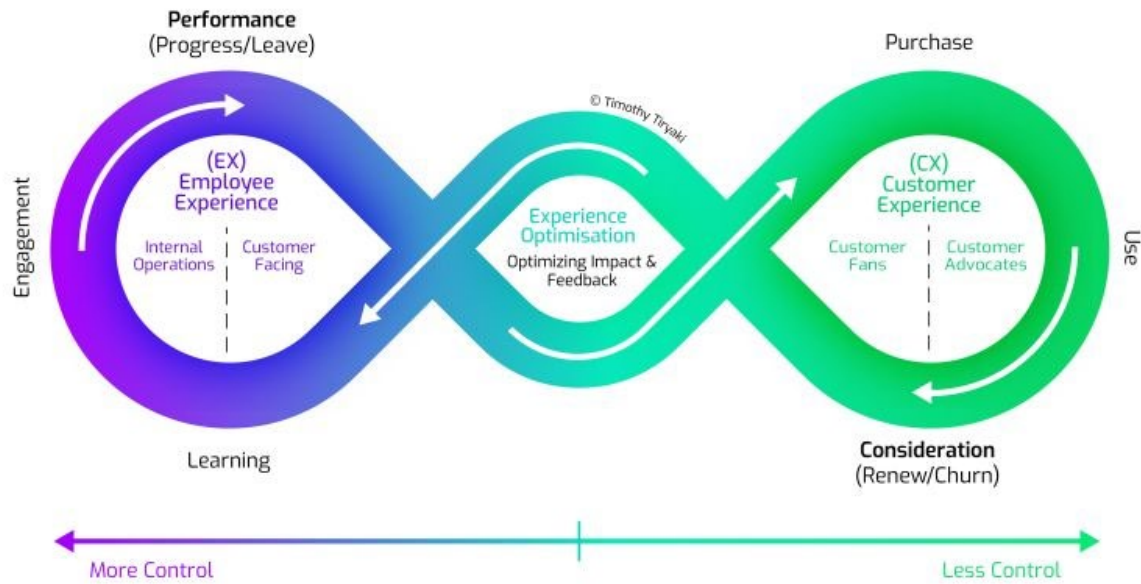 Performance
(Progress/Leave)
Purchase
© Timothy Tiryaki
Engagement
(EX)
Employee
Experience
Internal
Operations
Customer
Facing
Experience
Optimisation
Optimizing Impact &
Feedback
(CX)
Customer
Experience
Customer
Fans
Customer
Advocates
Use
Learning
Consideration
(Renew/Churn)
More Control
Less Control